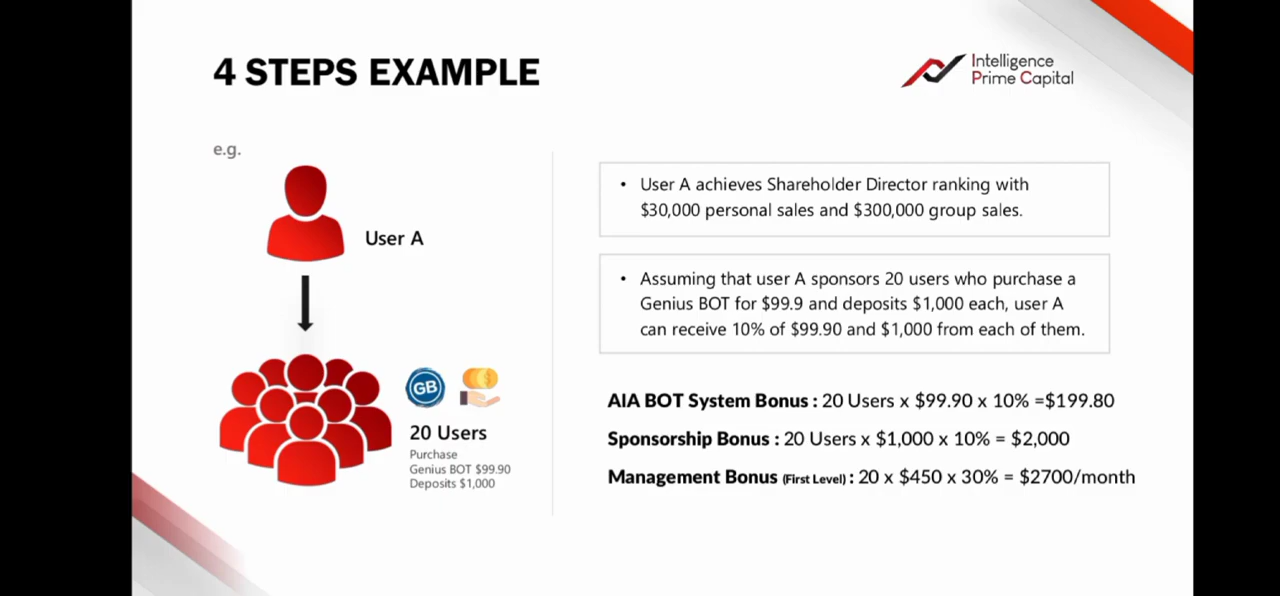 4 STEPS EXAMPLE
Intelligence
Prime Capital
e.g.
User A
GB
20 Users
Purchase
Genius BOT $99.90
Deposits $1,000
• User A achieves Shareholder Director ranking with
$30,000 personal sales and $300,000 group sales.
• Assuming that user A sponsors 20 users who purchase a
Genius BOT for $99.9 and deposits $1,000 each, user A
can receive 10% of $99.90 and $1,000 from each of them.
AIA BOT System Bonus : 20 Users x $99.90 x 10% =$199.80
Sponsorship Bonus : 20 Users x $1,000 x 10% = $2,000
Management Bonus (First Level) : 20 x $450 x 30% = $2700/month